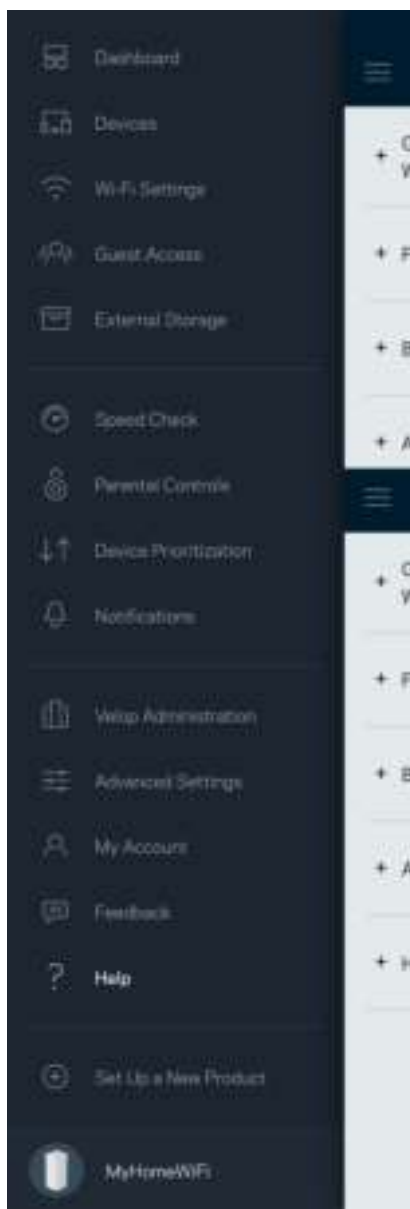 Dashboard
Devices
Wi-Fi Settings
Guest Access
External Storage
Speed Check
Parental Controls
Device Prioritization
Notifications
Velop Administration
Advanced Settings
My Account
Feedback
Help
Set Up a New Product
MyHomeWiFi
+ F
+ B
+ A
+ F
+ B
+ A
+ H